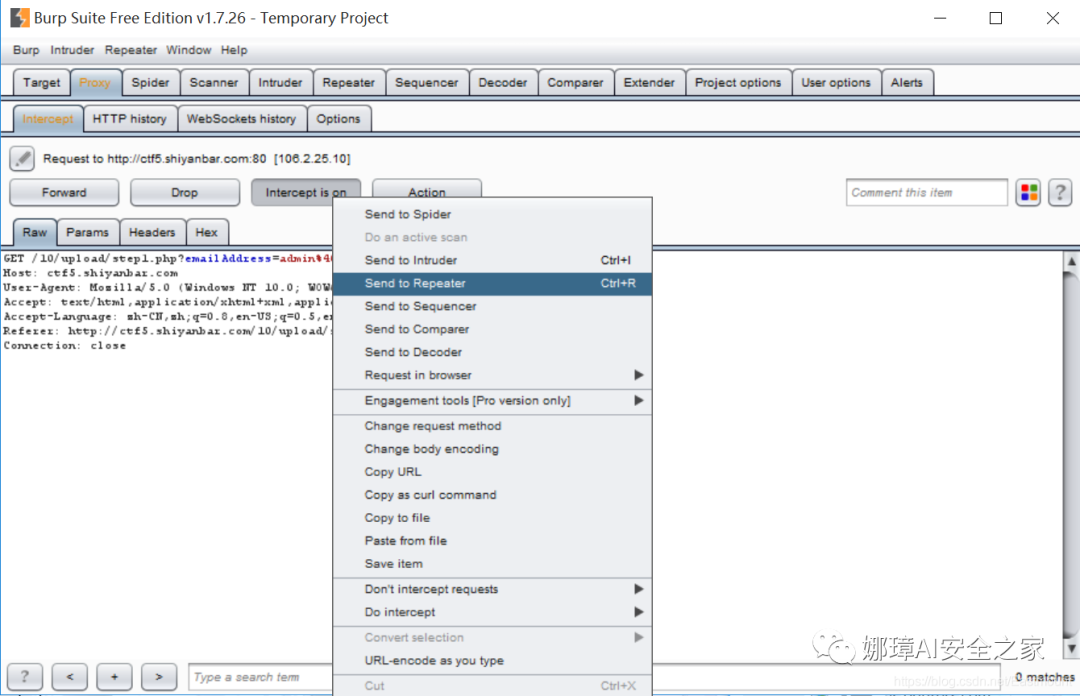 Burp Suite Free Edition v1.7.26 - Temporary Project
Burp Intruder Repeater Window Help
Target Proxy Spider Scanner Intruder Repeater Sequencer Decoder Comparer Extender Project options User options Alerts
Intercept HTTP history WebSockets history Options
Request to http://ctf5.shiyanbar.com:80 [106.2.25.10]
Forward Drop Intercept is on Action Comment this item ?
Raw Params Headers Hex
GET /10/upload/step1.php?emailAddress=admin%40
Host: ctf5.shiyanbar.com
User-Agent: Mozilla/5.0 (Windows NT 10.0; WOW
Accept: text/html,application/xhtml+xml,appli
Accept-Language: zh-CN,zh;q=0.8,en-US;q=0.5,en
Referer: http://ctf5.shiyanbar.com/10/upload/
Connection: close
Send to Spider
Do an active scan
Send to Intruder Ctrl+I
Send to Repeater Ctrl+R
Send to Sequencer
Send to Comparer
Send to Decoder
Request in browser
Engagement tools [Pro version only]
Change request method
Change body encoding
Copy URL
Copy as curl command
Copy to file
Paste from file
Save item
Don't intercept requests
Do intercept
Convert selection
URL-encode as you type
Cut Ctrl+X
娜璋AI安全之家
? < + > Type a search term 0 matches
https://blog.csdn.net/